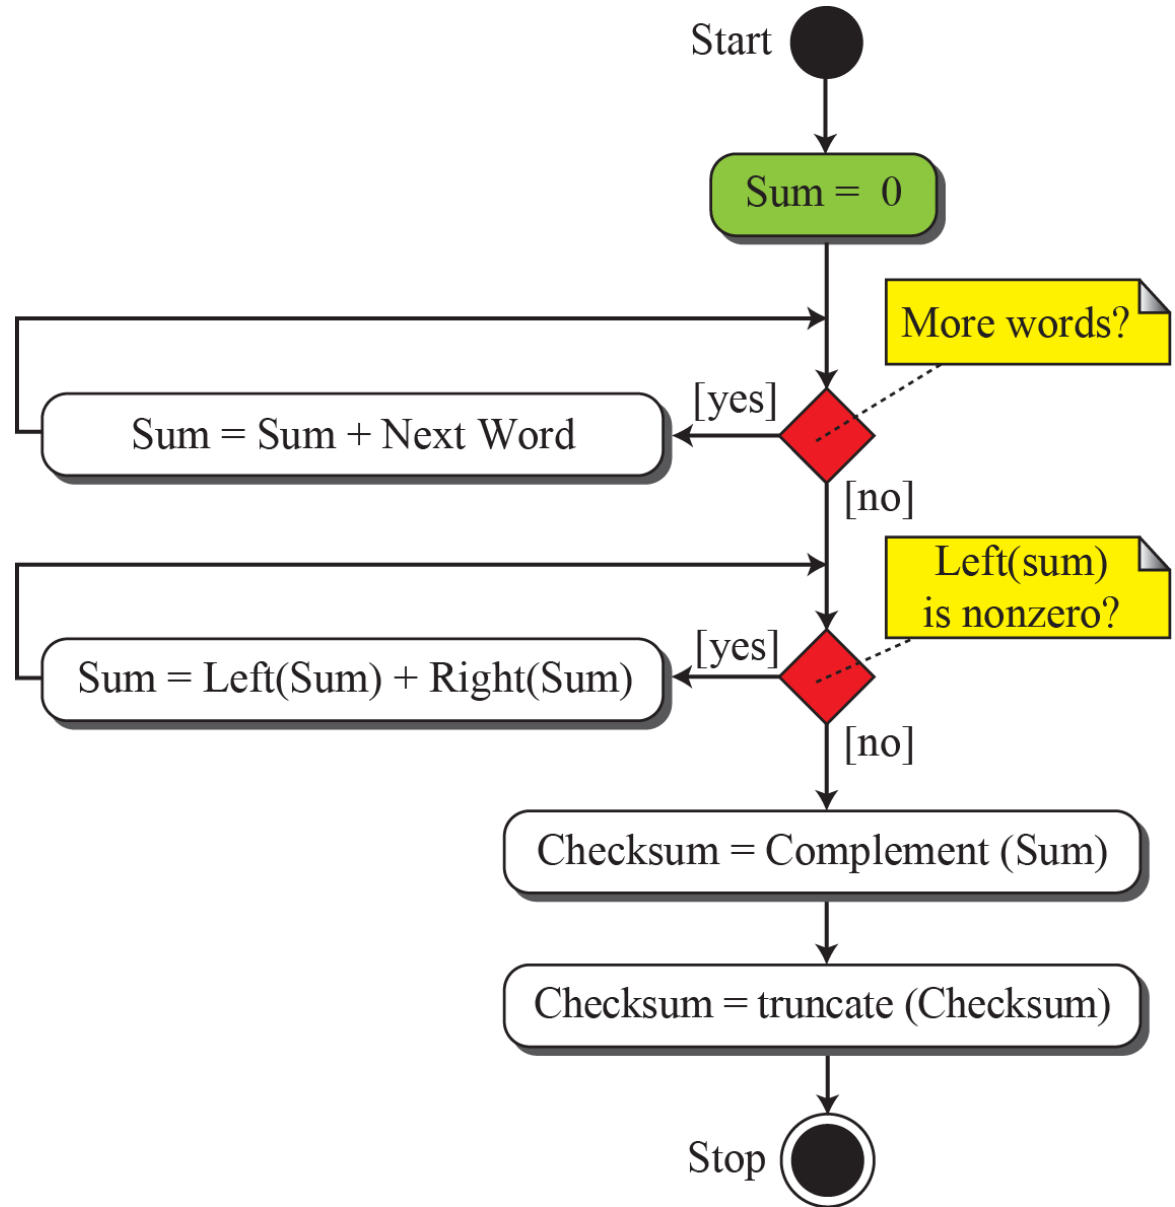 Start
Sum = 0
More words?
[yes]
Sum = Sum + Next Word
[no]
Left(sum)
is nonzero?
[yes]
Sum = Left(Sum) + Right(Sum)
[no]
Checksum = Complement (Sum)
Checksum = truncate (Checksum)
Stop